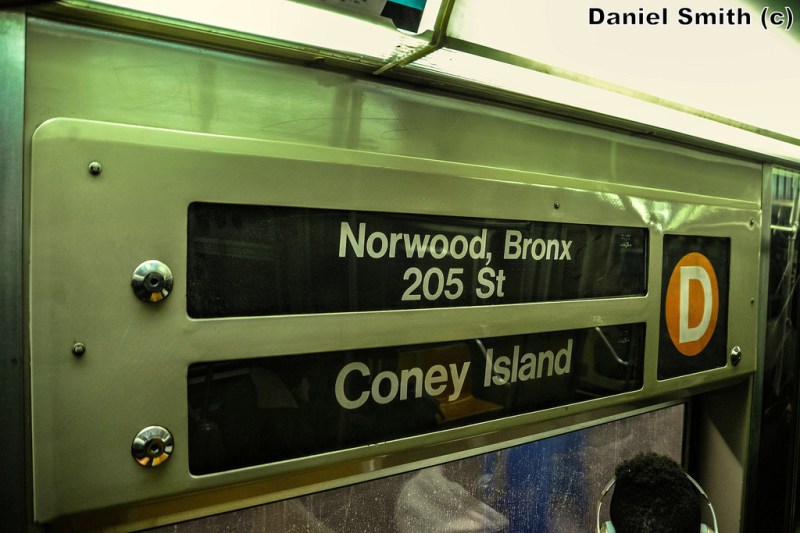 Daniel Smith (c)
Norwood, Bronx
205 St
D
Coney Island